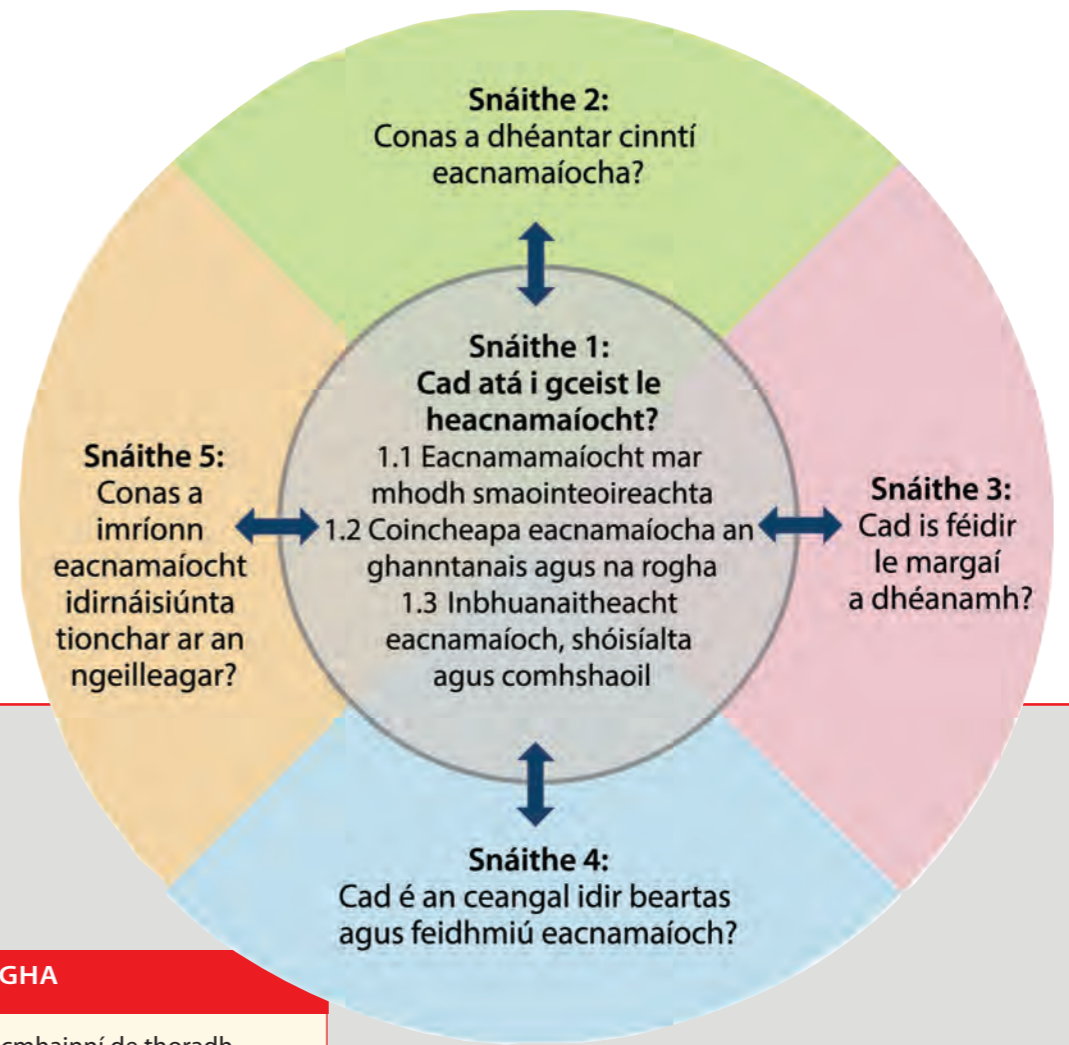 Snáithe 2:
Conas a dhéantar cinntí
eacnamaíocha?
Snáithe 1:
Cad atá i gceist le
heacnamaíocht?
1.1 Eacnamamaíocht mar
mhodh smaointeoireachta
1.2 Coincheapa eacnamaíocha an
ghanntanais agus na rogha
1.3 Inbhuanaitheacht
eacnamaíoch, shóisíalta
agus comhshaoil
Snáithe 5:
Conas a
imríonn
eacnamaíocht
idirnáisiúnta
tionchar ar an
ngeilleagar?
Snáithe 3:
Cad is féidir
le margaí
a dhéanamh?
Snáithe 4:
Cad é an ceangal idir beartas
agus feidhmiú eacnamaíoch?
GHA